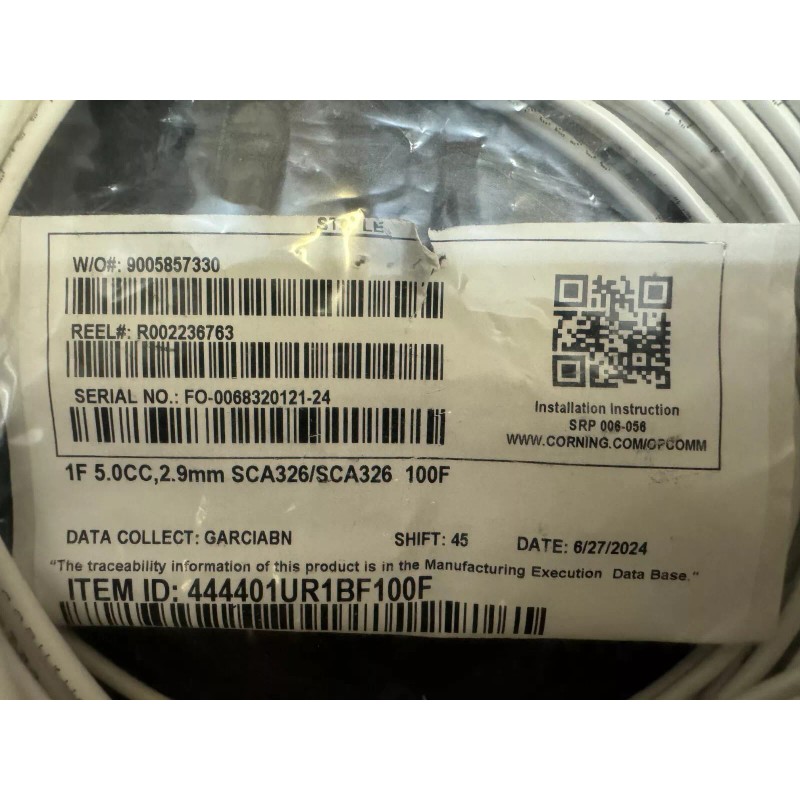 W/O#: 9005857330
REEL#: R002236763
SERIAL NO.: FO-0068320121-24
Installation Instruction
SRP 006-056
WWW.CORNING.COM/OPCOMM
1F 5.0CC,2.9mm SCA326/SCA326 100F
DATA COLLECT: GARCIABN SHIFT: 45 DATE: 6/27/2024
"The traceability information of this product is in the Manufacturing Execution Data Base."
ITEM ID: 444401UR1BF100F